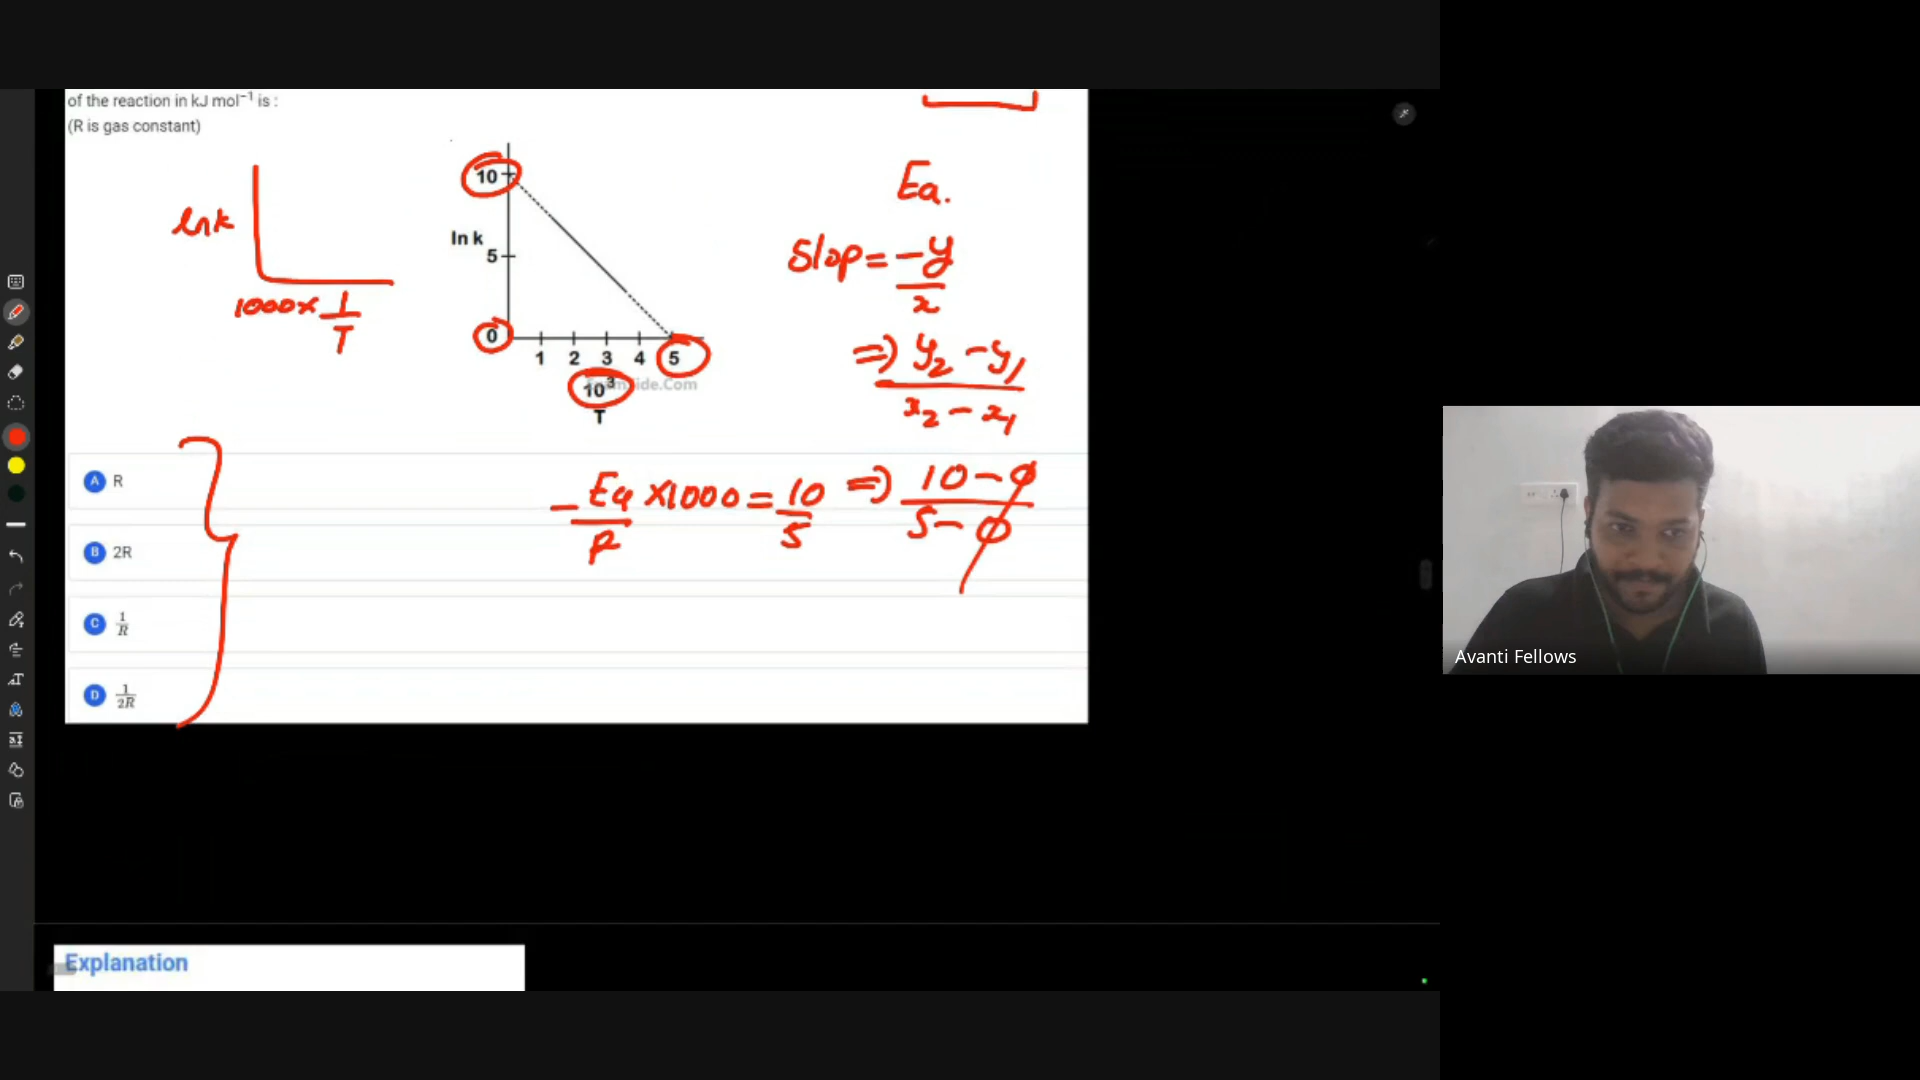 of the reaction in kJ mol⁻¹ is :
(R is gas constant)
10
ln k
5
0
1 2 3 4 5
10³
T
ln k
1000 × 1
T
Ea.
Slop = -y
x
=) y₂ - y₁
x₂ - x₁
- Ea × 1000 = 10 =) 10 - 0
R 5 5 - 0
A R
B 2R
C 1/R
D 1/2R
Explanation
Avanti Fellows